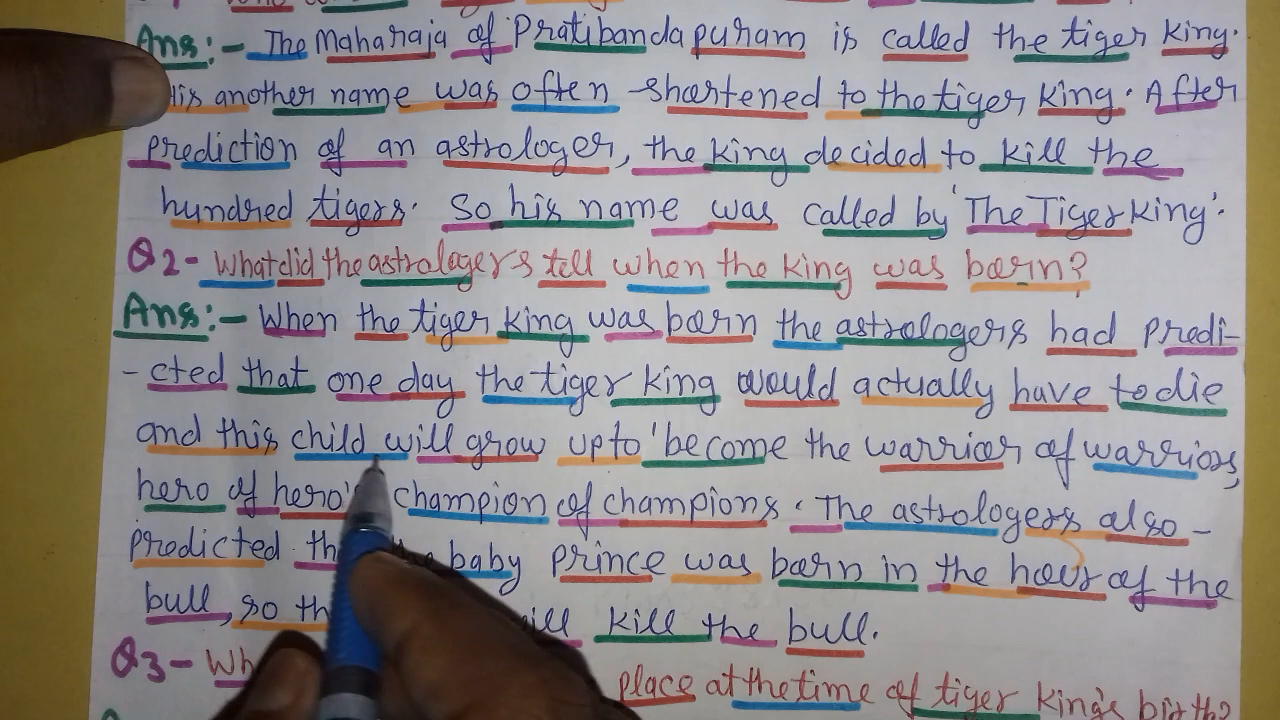 Ans:- The Maharaja of Pratibandapuram is called the tiger king.
His another name was often shortened to the tiger king. After
prediction of an astrologer, the king decided to kill the
hundred tigers. So his name was called by 'The Tiger King'.
Q2- What did the astrologers tell when the king was born?
Ans:- When the tiger king was born the astrologers had predi-
-cted that one day the tiger king would actually have to die
and this child will grow up to 'become the warrior of warriors,
hero of hero's champion of champions. The astrologers also-
predicted baby prince was born in the hour of the
bull, so kill the bull.
Q3- place at the time of tiger king's birth?